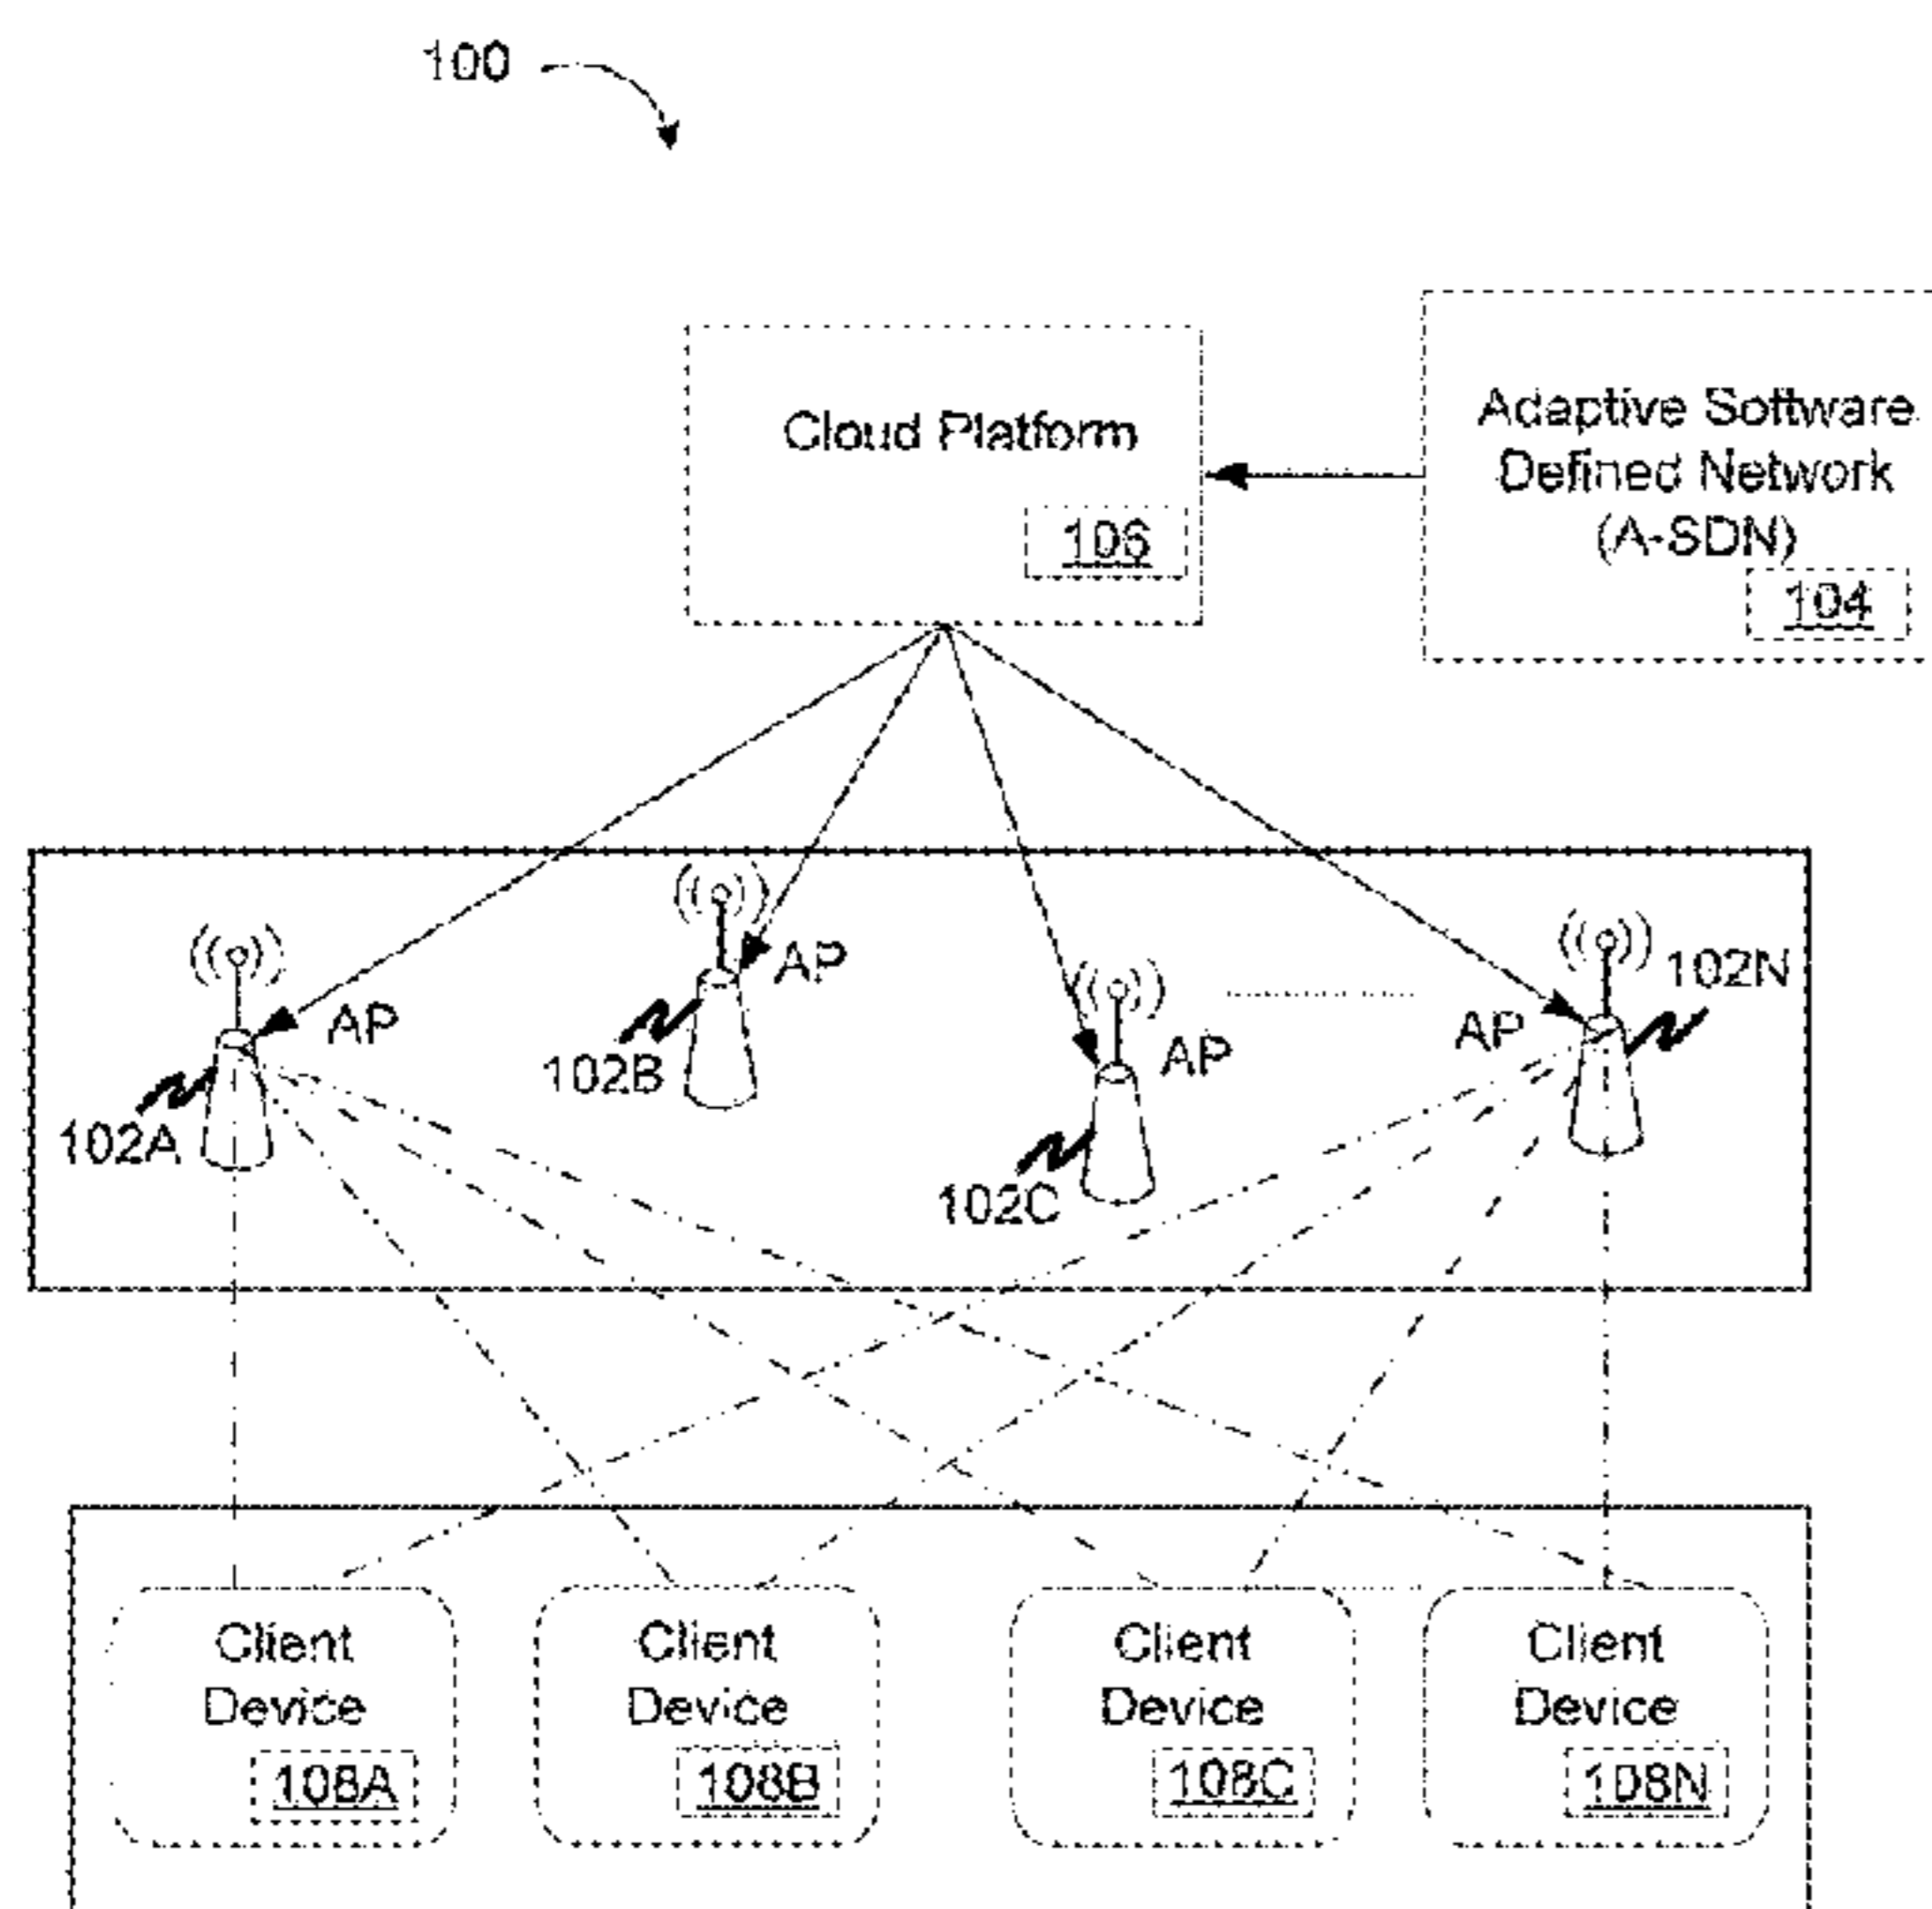 100
Cloud Platform
106
Adaptive Software
Defined Network
(A-SDN)
104
AP
102A
AP
102B
AP
102C
AP
102N
Client
Device
108A
Client
Device
108B
Client
Device
108C
Client
Device
108N